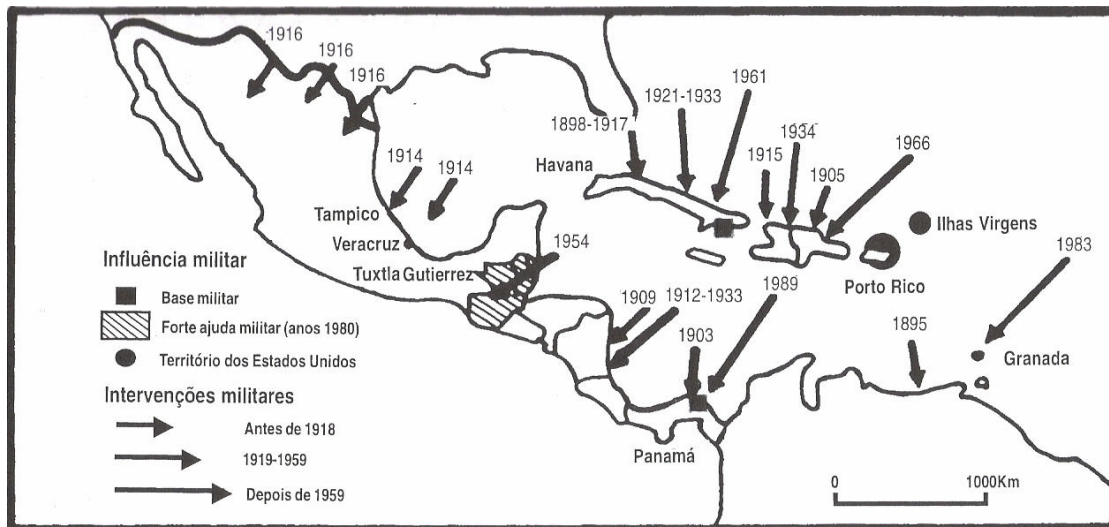 1916
1916
1916
1961
1921-1933
1898-1917
1934
1915
1966
1905
Havana
1914
1914
Ilhas Virgens
Tampico
Veracruz
1954
1983
Influência militar
Tuxtla Gutierrez
1989
Porto Rico
Base militar
1909
1912-1933
Forte ajuda militar (anos 1980)
1903
1895
Granada
Território dos Estados Unidos
Intervenções militares
Antes de 1918
Panamá
1919-1959
0 1000Km
Depois de 1959